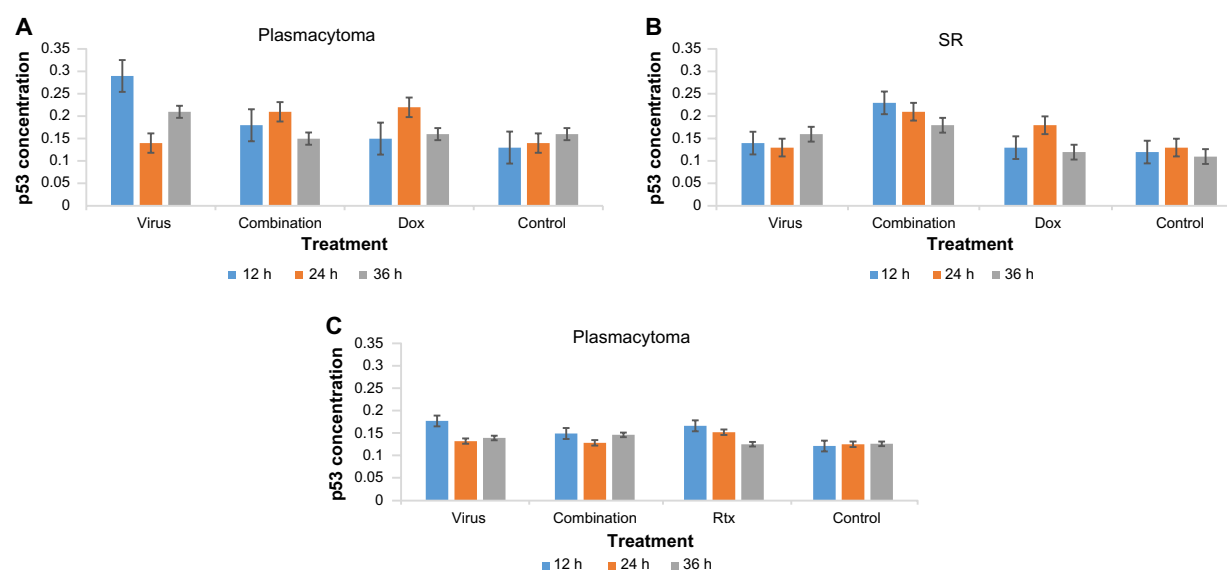 A
Plasmacytoma
p53 concentration
0.35
0.3
0.25
0.2
0.15
0.1
0.05
0
Virus
Combination
Dox
Control
Treatment
12 h 24 h 36 h
B
SR
p53 concentration
0.35
0.3
0.25
0.2
0.15
0.1
0.05
0
Virus
Combination
Dox
Control
Treatment
12 h 24 h 36 h
C
Plasmacytoma
p53 concentration
0.35
0.3
0.25
0.2
0.15
0.1
0.05
0
Virus
Combination
Rtx
Control
Treatment
12 h 24 h 36 h